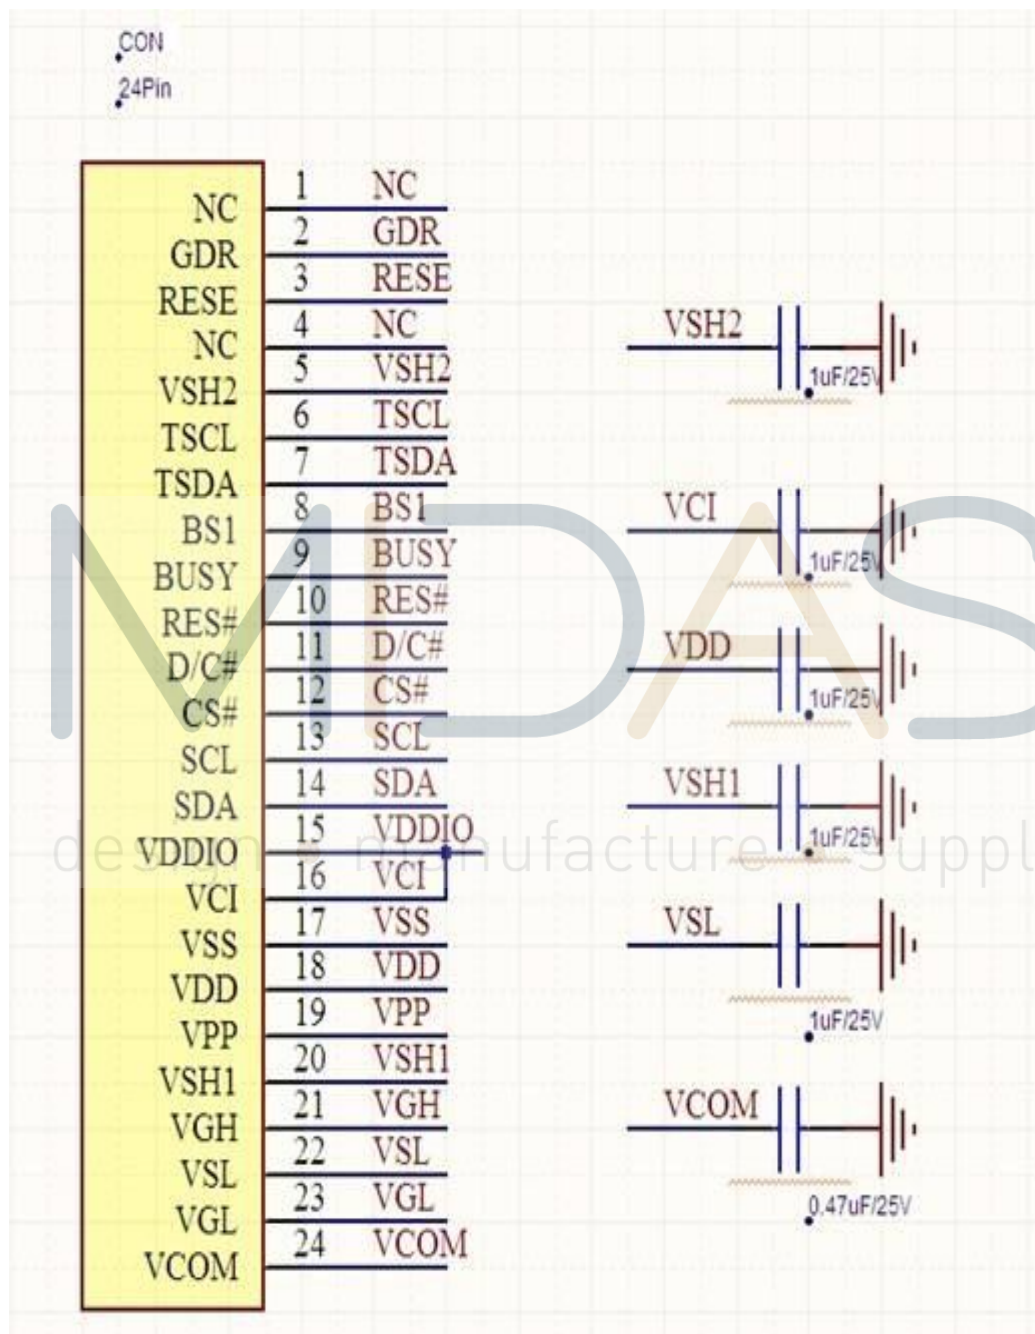 CON
24Pin
NC 1 NC
GDR 2 GDR
RESE 3 RESE
NC 4 NC
VSH2 5 VSH2
TSCL 6 TSCL
TSDA 7 TSDA
BS1 8 BS1
BUSY 9 BUSY
RES# 10 RES#
D/C# 11 D/C#
CS# 12 CS#
SCL 13 SCL
SDA 14 SDA
VDDIO 15 VDDIO
VCI 16 VCI
VSS 17 VSS
VDD 18 VDD
VPP 19 VPP
VSH1 20 VSH1
VGH 21 VGH
VSL 22 VSL
VGL 23 VGL
VCOM 24 VCOM
VSH2
1uF/25V
VCI
1uF/25V
VDD
1uF/25V
VSH1
1uF/25V
VSL
1uF/25V
VCOM
0.47uF/25V
MIDAS